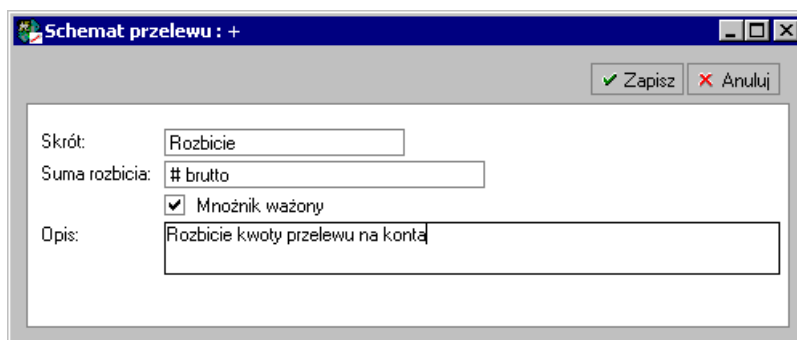 Schemat przelewu : +
Zapisz Anuluj
Skrót: Rozbicie
Suma rozbicia: # brutto
Mnożnik ważony
Opis: Rozbicie kwoty przelewu na konta